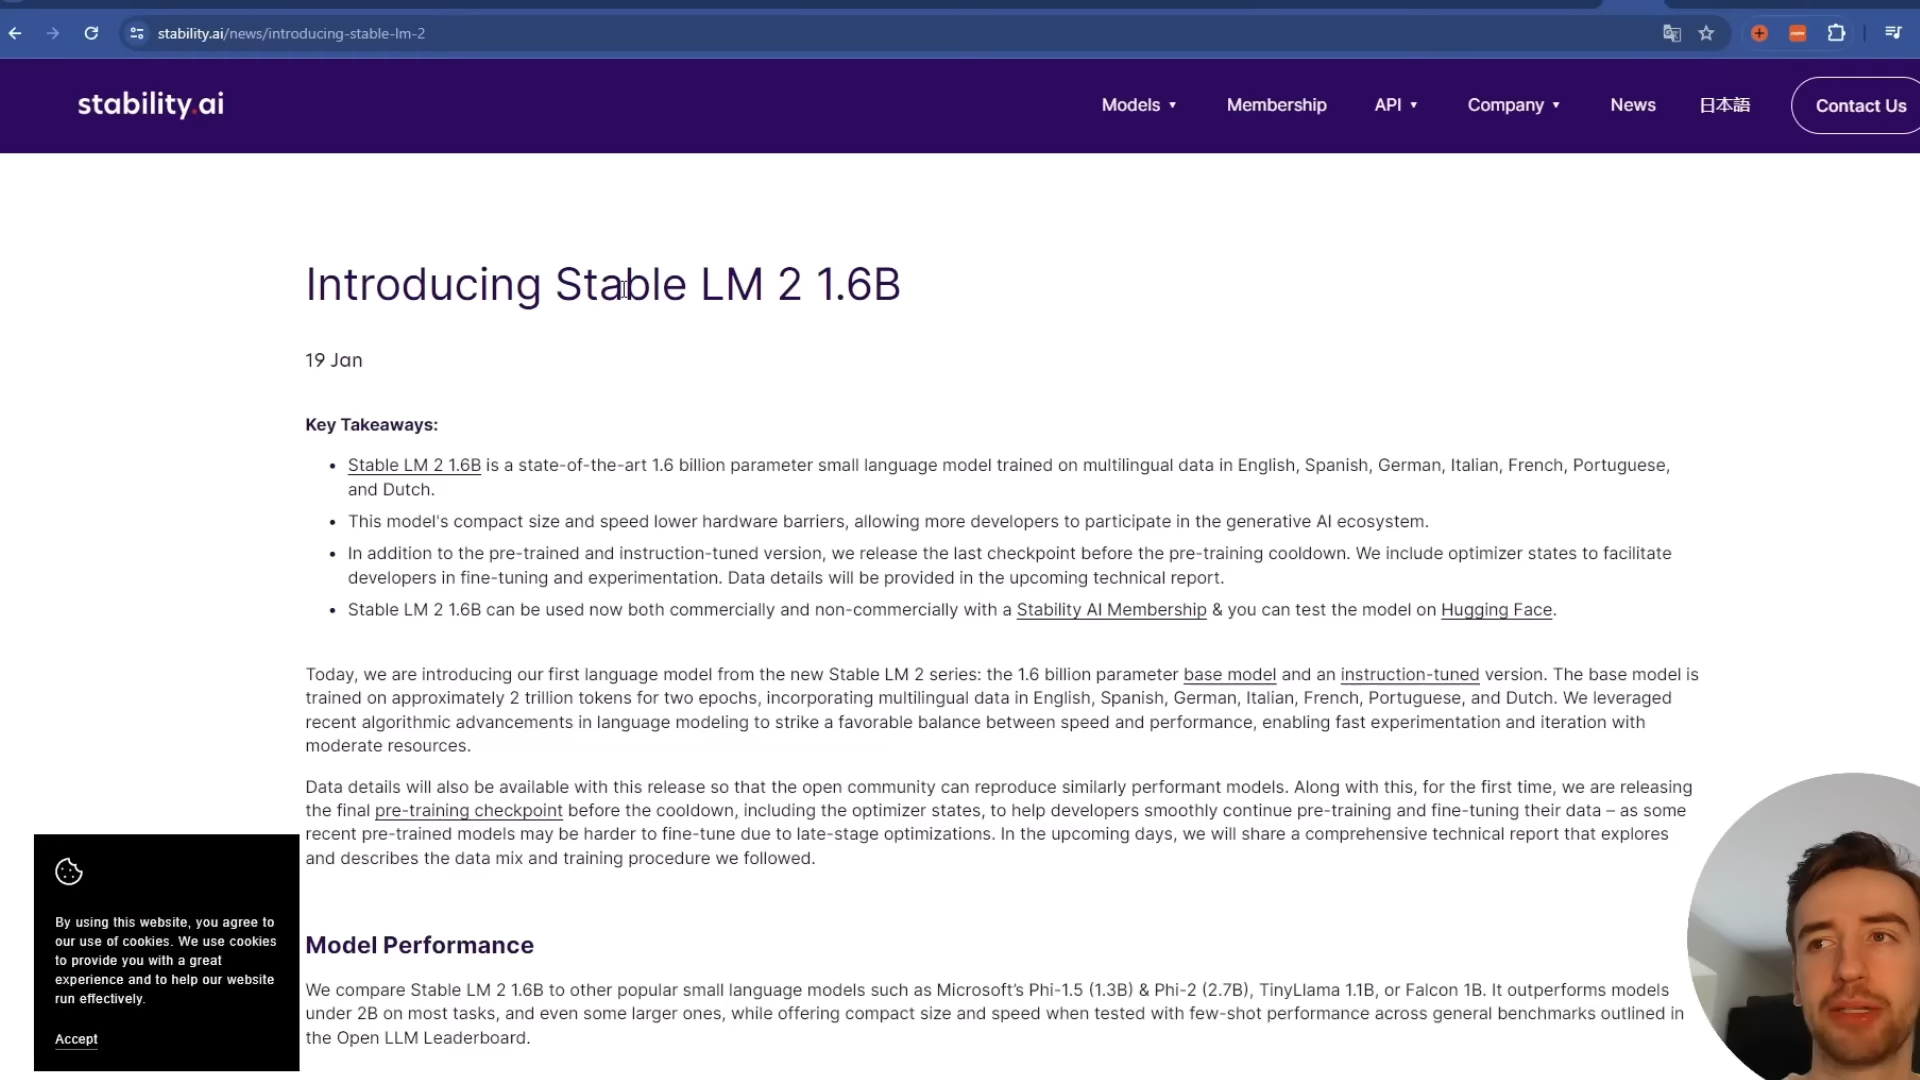 stability.ai/news/introducing-stable-lm-2
stability.ai
Models
Membership
API
Company
News
日本語
Contact Us
Introducing Stable LM 2 1.6B
19 Jan
Key Takeaways:
• Stable LM 2 1.6B is a state-of-the-art 1.6 billion parameter small language model trained on multilingual data in English, Spanish, German, Italian, French, Portuguese,
and Dutch.
• This model's compact size and speed lower hardware barriers, allowing more developers to participate in the generative AI ecosystem.
• In addition to the pre-trained and instruction-tuned version, we release the last checkpoint before the pre-training cooldown. We include optimizer states to facilitate
developers in fine-tuning and experimentation. Data details will be provided in the upcoming technical report.
• Stable LM 2 1.6B can be used now both commercially and non-commercially with a Stability AI Membership & you can test the model on Hugging Face.
Today, we are introducing our first language model from the new Stable LM 2 series: the 1.6 billion parameter base model and an instruction-tuned version. The base model is
trained on approximately 2 trillion tokens for two epochs, incorporating multilingual data in English, Spanish, German, Italian, French, Portuguese, and Dutch. We leveraged
recent algorithmic advancements in language modeling to strike a favorable balance between speed and performance, enabling fast experimentation and iteration with
moderate resources.
Data details will also be available with this release so that the open community can reproduce similarly performant models. Along with this, for the first time, we are releasing
the final pre-training checkpoint before the cooldown, including the optimizer states, to help developers smoothly continue pre-training and fine-tuning their data – as some
recent pre-trained models may be harder to fine-tune due to late-stage optimizations. In the upcoming days, we will share a comprehensive technical report that explores
and describes the data mix and training procedure we followed.
Model Performance
We compare Stable LM 2 1.6B to other popular small language models such as Microsoft's Phi-1.5 (1.3B) & Phi-2 (2.7B), TinyLlama 1.1B, or Falcon 1B. It outperforms models
under 2B on most tasks, and even some larger ones, while offering compact size and speed when tested with few-shot performance across general benchmarks outlined in
the Open LLM Leaderboard.
By using this website, you agree to
our use of cookies. We use cookies
to provide you with a great
experience and to help our website
run effectively.
Accept